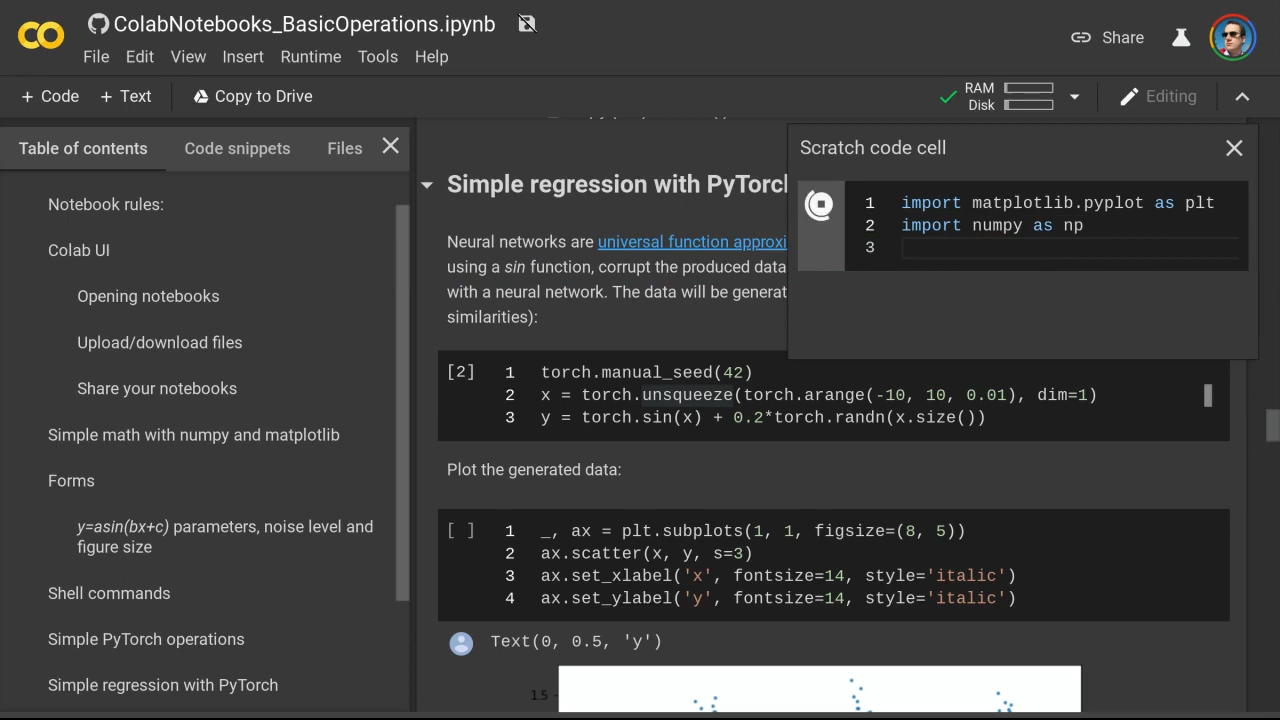 ColabNotebooks_BasicOperations.ipynb
File Edit View Insert Runtime Tools Help
Share
+ Code + Text Copy to Drive
RAM
Disk
Editing
Table of contents Code snippets Files
Notebook rules:
Colab UI
Opening notebooks
Upload/download files
Share your notebooks
Simple math with numpy and matplotlib
Forms
y=asin(bx+c) parameters, noise level and
figure size
Shell commands
Simple PyTorch operations
Simple regression with PyTorch
Simple regression with PyTorch
Neural networks are universal function approxi
using a sin function, corrupt the produced data
with a neural network. The data will be generat
similarities):
Scratch code cell
1 import matplotlib.pyplot as plt
2 import numpy as np
3
[2] 1 torch.manual_seed(42)
2 x = torch.unsqueeze(torch.arange(-10, 10, 0.01), dim=1)
3 y = torch.sin(x) + 0.2*torch.randn(x.size())
Plot the generated data:
[ ] 1 _, ax = plt.subplots(1, 1, figsize=(8, 5))
2 ax.scatter(x, y, s=3)
3 ax.set_xlabel('x', fontsize=14, style='italic')
4 ax.set_ylabel('y', fontsize=14, style='italic')
Text(0, 0.5, 'y')
1.5